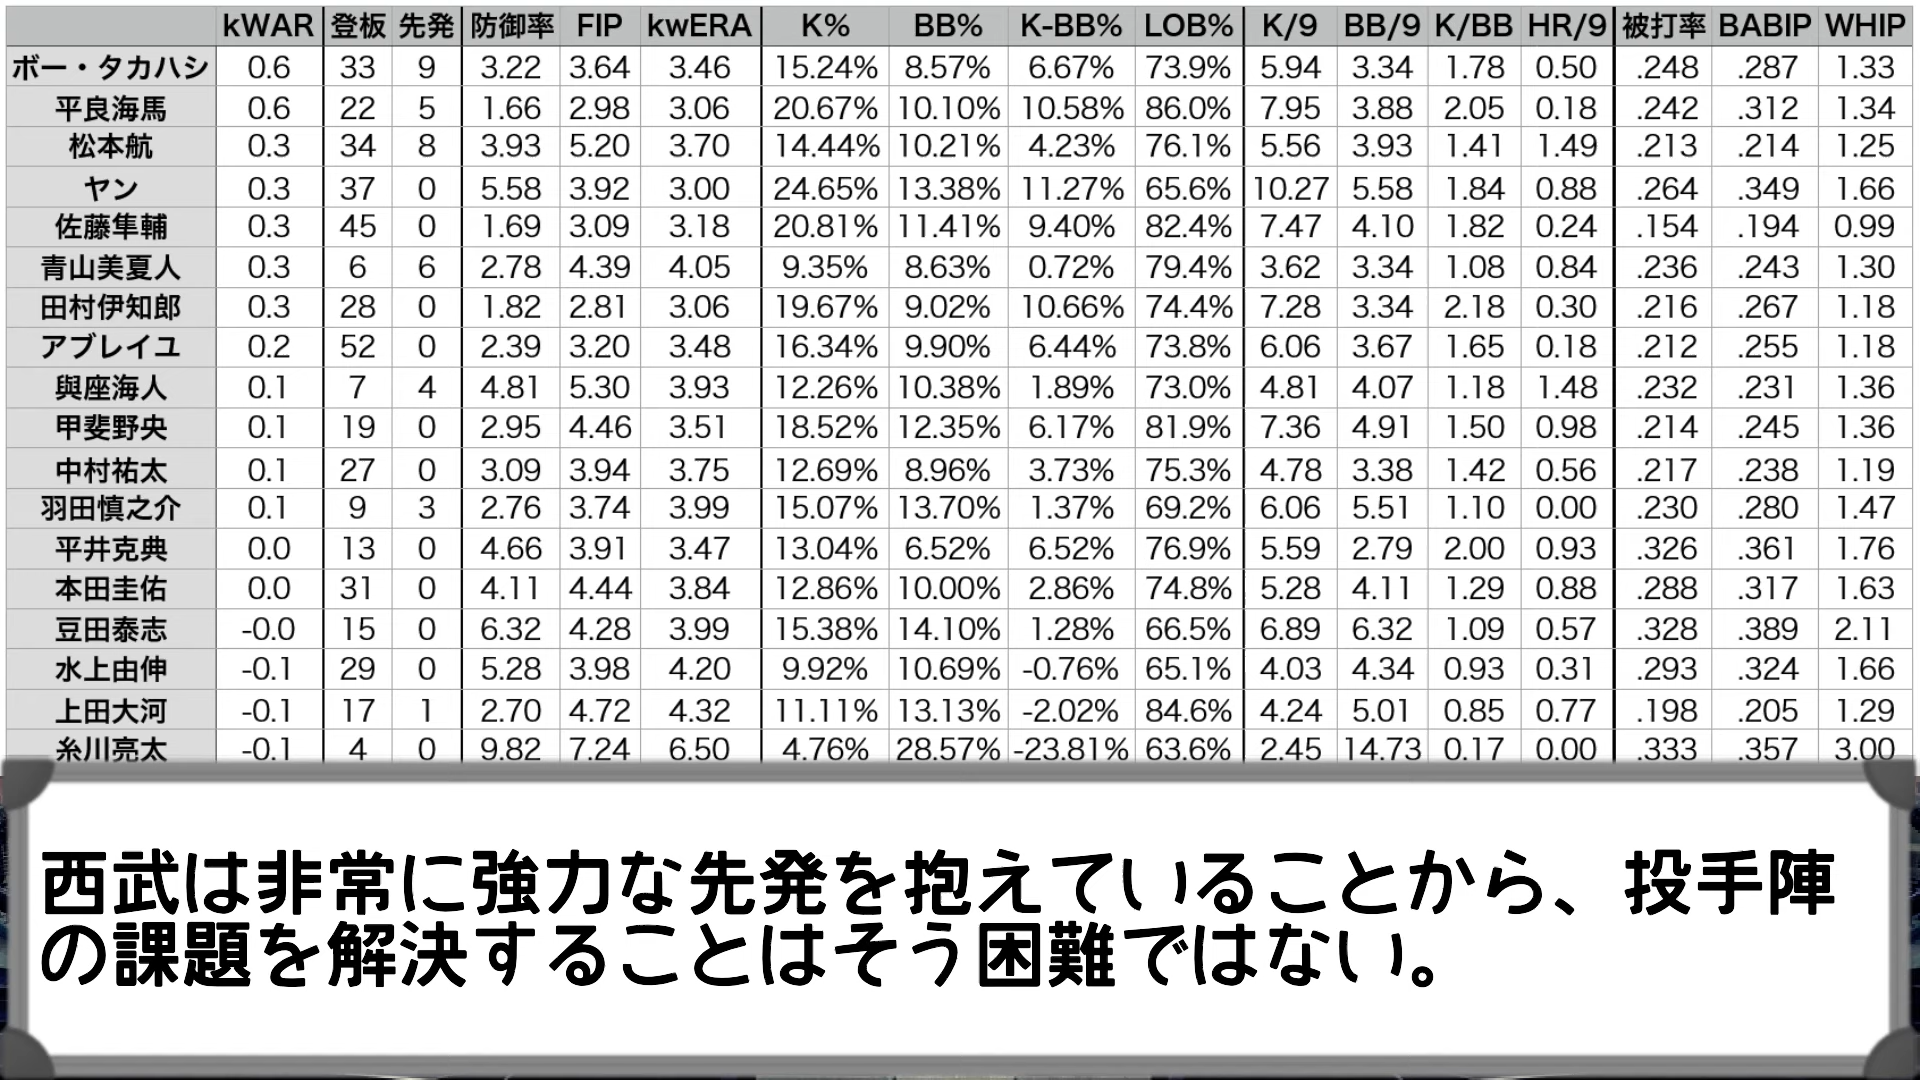 kWAR 登板 先発 防御率 FIP kwERA K% BB% K-BB% LOB% K/9 BB/9 K/BB HR/9 被打率 BABIP WHIP
ボー・タカハシ 0.6 33 9 3.22 3.64 3.46 15.24% 8.57% 6.67% 73.9% 5.94 3.34 1.78 0.50 .248 .287 1.33
平良海馬 0.6 22 5 1.66 2.98 3.06 20.67% 10.10% 10.58% 86.0% 7.95 3.88 2.05 0.18 .242 .312 1.34
松本航 0.3 34 8 3.93 5.20 3.70 14.44% 10.21% 4.23% 76.1% 5.56 3.93 1.41 1.49 .213 .214 1.25
ヤン 0.3 37 0 5.58 3.92 3.00 24.65% 13.38% 11.27% 65.6% 10.27 5.58 1.84 0.88 .264 .349 1.66
佐藤隼輔 0.3 45 0 1.69 3.09 3.18 20.81% 11.41% 9.40% 82.4% 7.47 4.10 1.82 0.24 .154 .194 0.99
青山美夏人 0.3 6 6 2.78 4.39 4.05 9.35% 8.63% 0.72% 79.4% 3.62 3.34 1.08 0.84 .236 .243 1.30
田村伊知郎 0.3 28 0 1.82 2.81 3.06 19.67% 9.02% 10.66% 74.4% 7.28 3.34 2.18 0.30 .216 .267 1.18
アブレイユ 0.2 52 0 2.39 3.20 3.48 16.34% 9.90% 6.44% 73.8% 6.06 3.67 1.65 0.18 .212 .255 1.18
與座海人 0.1 7 4 4.81 5.30 3.93 12.26% 10.38% 1.89% 73.0% 4.81 4.07 1.18 1.48 .232 .231 1.36
甲斐野央 0.1 19 0 2.95 4.46 3.51 18.52% 12.35% 6.17% 81.9% 7.36 4.91 1.50 0.98 .214 .245 1.36
中村祐太 0.1 27 0 3.09 3.94 3.75 12.69% 8.96% 3.73% 75.3% 4.78 3.38 1.42 0.56 .217 .238 1.19
羽田慎之介 0.1 9 3 2.76 3.74 3.99 15.07% 13.70% 1.37% 69.2% 6.06 5.51 1.10 0.00 .230 .280 1.47
平井克典 0.0 13 0 4.66 3.91 3.47 13.04% 6.52% 6.52% 76.9% 5.59 2.79 2.00 0.93 .326 .361 1.76
本田圭佑 0.0 31 0 4.11 4.44 3.84 12.86% 10.00% 2.86% 74.8% 5.28 4.11 1.29 0.88 .288 .317 1.63
豆田泰志 -0.0 15 0 6.32 4.28 3.99 15.38% 14.10% 1.28% 66.5% 6.89 6.32 1.09 0.57 .328 .389 2.11
水上由伸 -0.1 29 0 5.28 3.98 4.20 9.92% 10.69% -0.76% 65.1% 4.03 4.34 0.93 0.31 .293 .324 1.66
上田大河 -0.1 17 1 2.70 4.72 4.32 11.11% 13.13% -2.02% 84.6% 4.24 5.01 0.85 0.77 .198 .205 1.29
糸川亮太 -0.1 4 0 9.82 7.24 6.50 4.76% 28.57% -23.81% 63.6% 2.45 14.73 0.17 0.00 .333 .357 3.00
西武は非常に強力な先発を抱えていることから、投手陣
の課題を解決することはそう困難ではない。